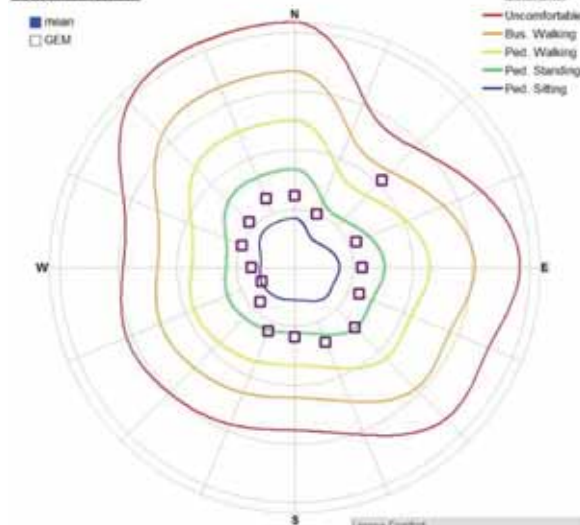 N
mean
GEM
Uncomfortable
Bus. Walking
Ped. Walking
Ped. Standing
Ped. Sitting
W
E
S